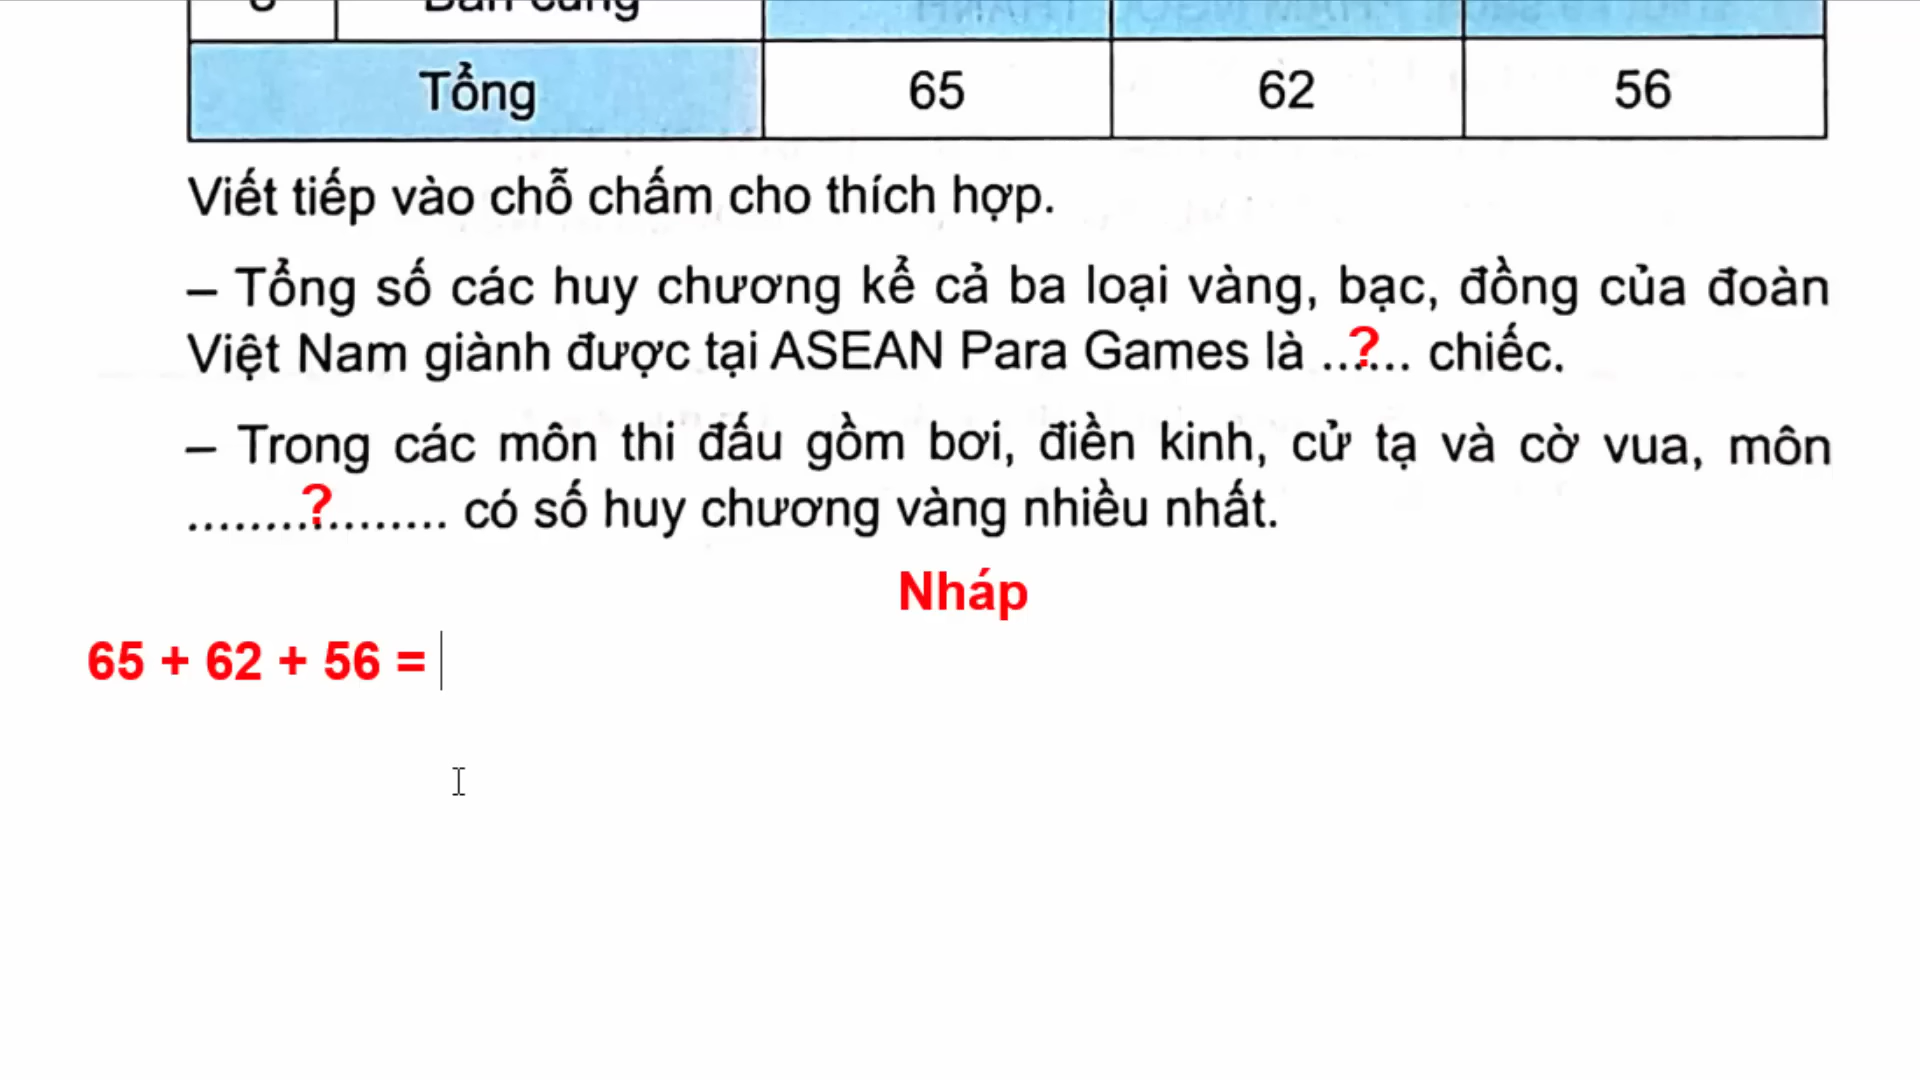 Tổng 65 62 56
Viết tiếp vào chỗ chấm cho thích hợp.
– Tổng số các huy chương kể cả ba loại vàng, bạc, đồng của đoàn
Việt Nam giành được tại ASEAN Para Games là ..?... chiếc.
– Trong các môn thi đấu gồm bơi, điền kinh, cử tạ và cờ vua, môn
........?........ có số huy chương vàng nhiều nhất.
Nháp
65 + 62 + 56 =